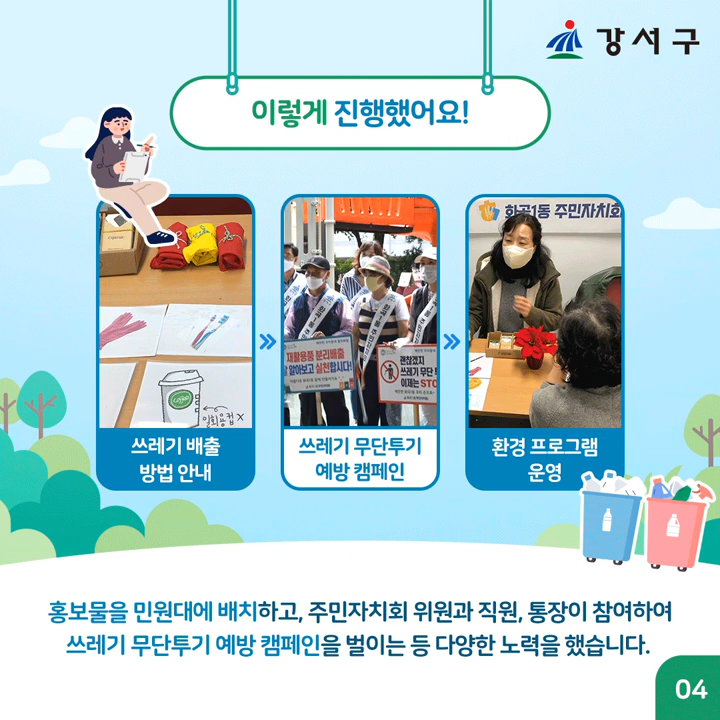 강서구
이렇게 진행했어요!
화곡1동 주민자치회
재활용품 분리배출
알아보고 실천합시다!
괜찮겠지
쓰레기 무단
이제는 STO
일회용컵 X
쓰레기 배출
방법 안내
쓰레기 무단투기
예방 캠페인
환경 프로그램
운영
홍보물을 민원대에 배치하고, 주민자치회 위원과 직원, 통장이 참여하여
쓰레기 무단투기 예방 캠페인을 벌이는 등 다양한 노력을 했습니다.
04